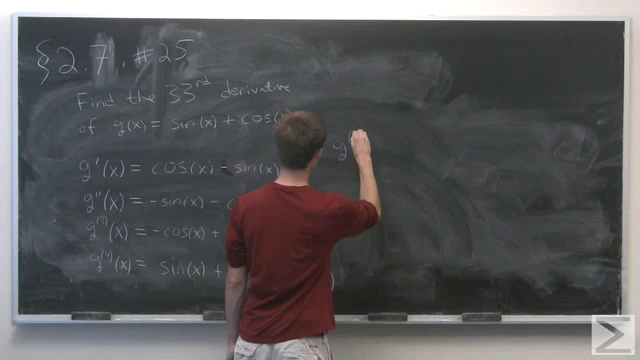 §2.7, #25
Find the 33rd derivative
of g(x) = sin(x) + cos(
g'(x) = cos(x) - sin(x)
g''(x) = -sin(x) -
g⁽³⁾(x) = -cos(x) +
g⁽⁴⁾(x) = sin(x) +
g(
Σ